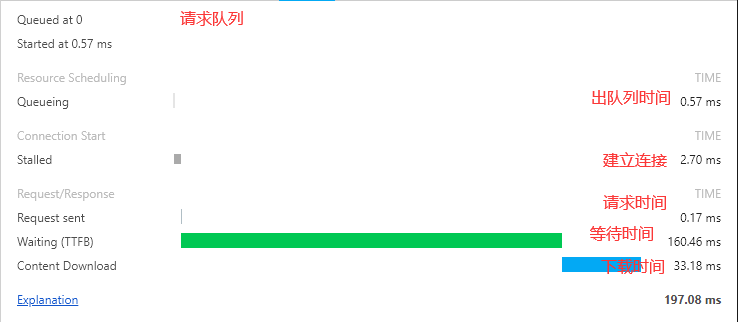 Queued at 0 请求队列
Started at 0.57 ms
Resource Scheduling TIME
Queueing 出队列时间 0.57 ms
Connection Start TIME
Stalled 建立连接 2.70 ms
Request/Response 请求时间 TIME
Request sent 0.17 ms
Waiting (TTFB) 等待时间 160.46 ms
Content Download 下载时间 33.18 ms
Explanation 197.08 ms